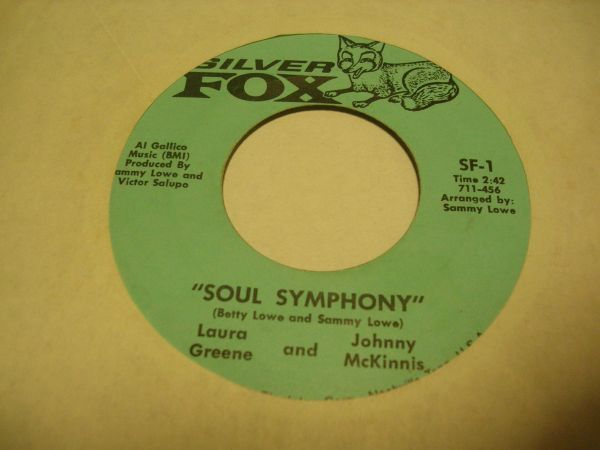 SILVER
FOX
Al Gallico
Music (BMI)
Produced By
ammy Lowe and
Victor Salupo
SF-1
Time 2:42
711-456
Arranged by:
Sammy Lowe
"SOUL SYMPHONY"
(Betty Lowe and Sammy Lowe)
Laura Greene and Johnny McKinnis